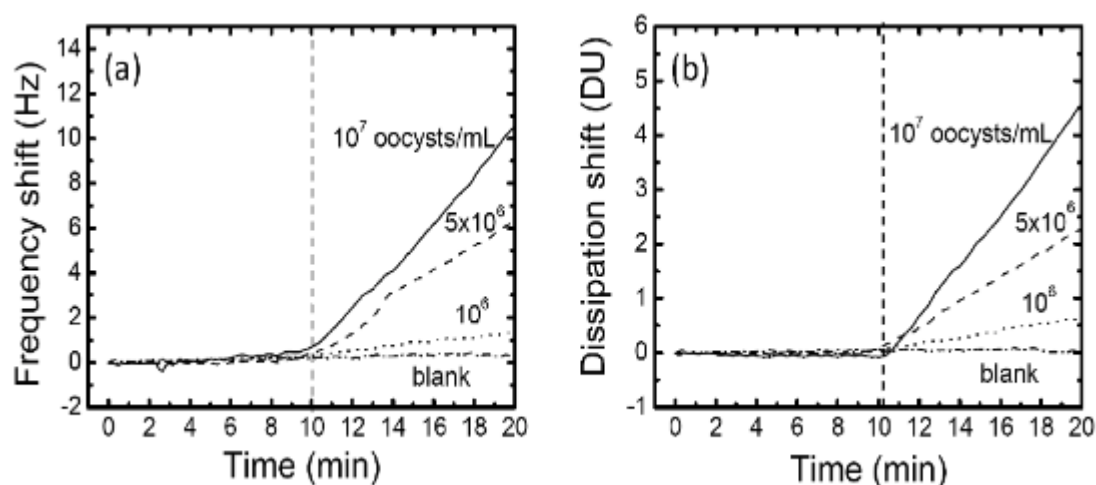 (a)
Frequency shift (Hz)
14
12
10
8
6
4
2
0
-2
10⁷ oocysts/mL
5x10⁶
10⁶
blank
0 2 4 6 8 10 12 14 16 18 20
Time (min)
(b)
Dissipation shift (DU)
6
5
4
3
2
1
0
-1
10⁷ oocysts/mL
5x10⁶
10⁶
blank
0 2 4 6 8 10 12 14 16 18 20
Time (min)